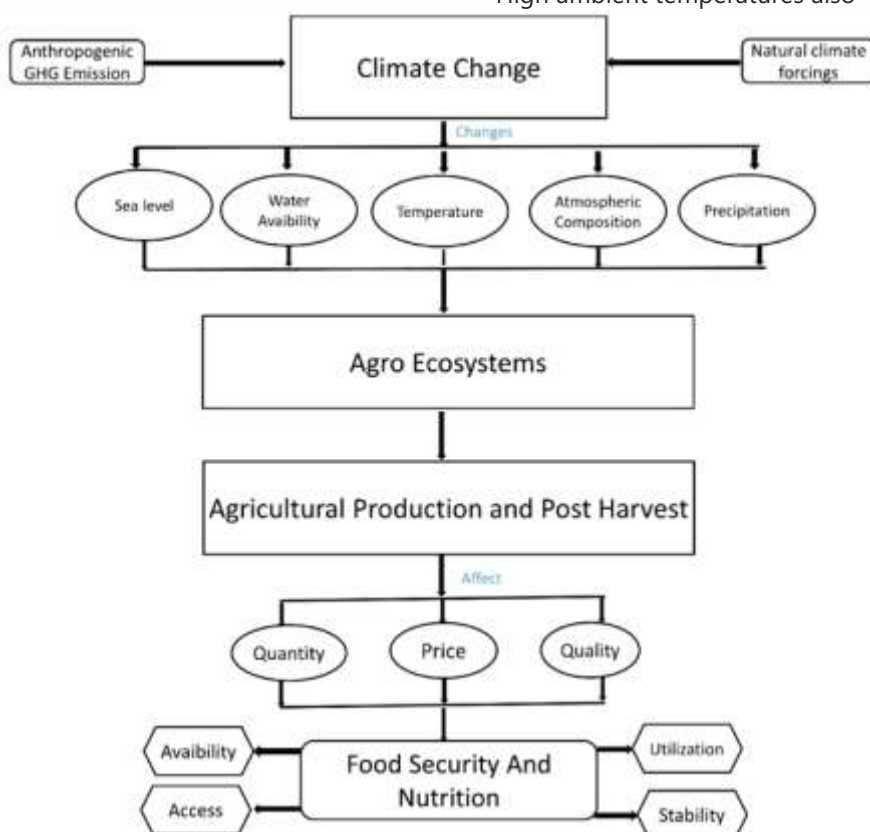 High ambient temperatures also
Anthropogenic
GHG Emission
Climate Change
Natural climate
forcings
Changes
Sea level
Water
Avaibility
Temperature
Atmospheric
Composition
Precipitation
Agro Ecosystems
Agricultural Production and Post Harvest
Affect
Quantity
Price
Quality
Avaibility
Food Security And
Nutrition
Utilization
Access
Stability